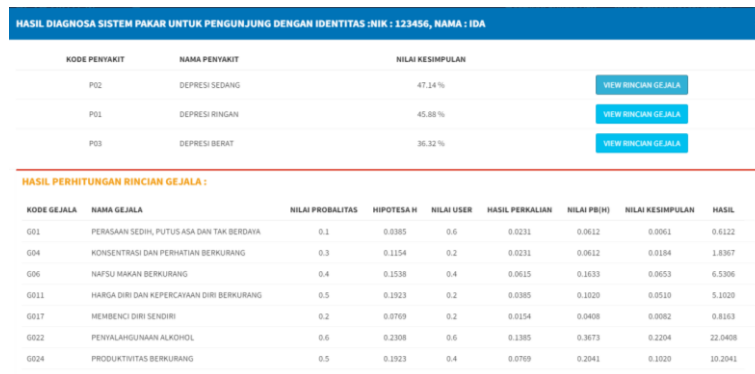 HASIL DIAGNOSA SISTEM PAKAR UNTUK PENGUNJUNG DENGAN IDENTITAS :NIK : 123456, NAMA : IDA
KODE PENYAKIT NAMA PENYAKIT NILAI KESIMPULAN
P02 DEPRESI SEDANG 47.14 % VIEW RINCIAN GEJALA
P01 DEPRESI RINGAN 45.88 % VIEW RINCIAN GEJALA
P03 DEPRESI BERAT 36.32 % VIEW RINCIAN GEJALA
HASIL PERHITUNGAN RINCIAN GEJALA :
KODE GEJALA NAMA GEJALA NILAI PROBALITAS HIPOTESA H NILAI USER HASIL PERKALIAN NILAI PB(H) NILAI KESIMPULAN HASIL
G01 PERASAAN SEDIH, PUTUS ASA DAN TAK BERDAYA 0.1 0.0385 0.6 0.0231 0.0612 0.0061 0.6122
G04 KONSENTRASI DAN PERHATIAN BERKURANG 0.3 0.1154 0.2 0.0231 0.0612 0.0184 1.8367
G06 NAFSU MAKAN BERKURANG 0.4 0.1538 0.4 0.0615 0.1633 0.0653 6.5306
G011 HARGA DIRI DAN KEPERCAYAAN DIRI BERKURANG 0.5 0.1923 0.2 0.0385 0.1020 0.0510 5.1020
G017 MEMBENCI DIRI SENDIRI 0.2 0.0769 0.2 0.0154 0.0408 0.0082 0.8163
G022 PENYALAHGUNAAN ALKOHOL 0.6 0.2308 0.6 0.1385 0.3673 0.2204 22.0408
G024 PRODUKTIVITAS BERKURANG 0.5 0.1923 0.4 0.0769 0.2041 0.1020 10.2041